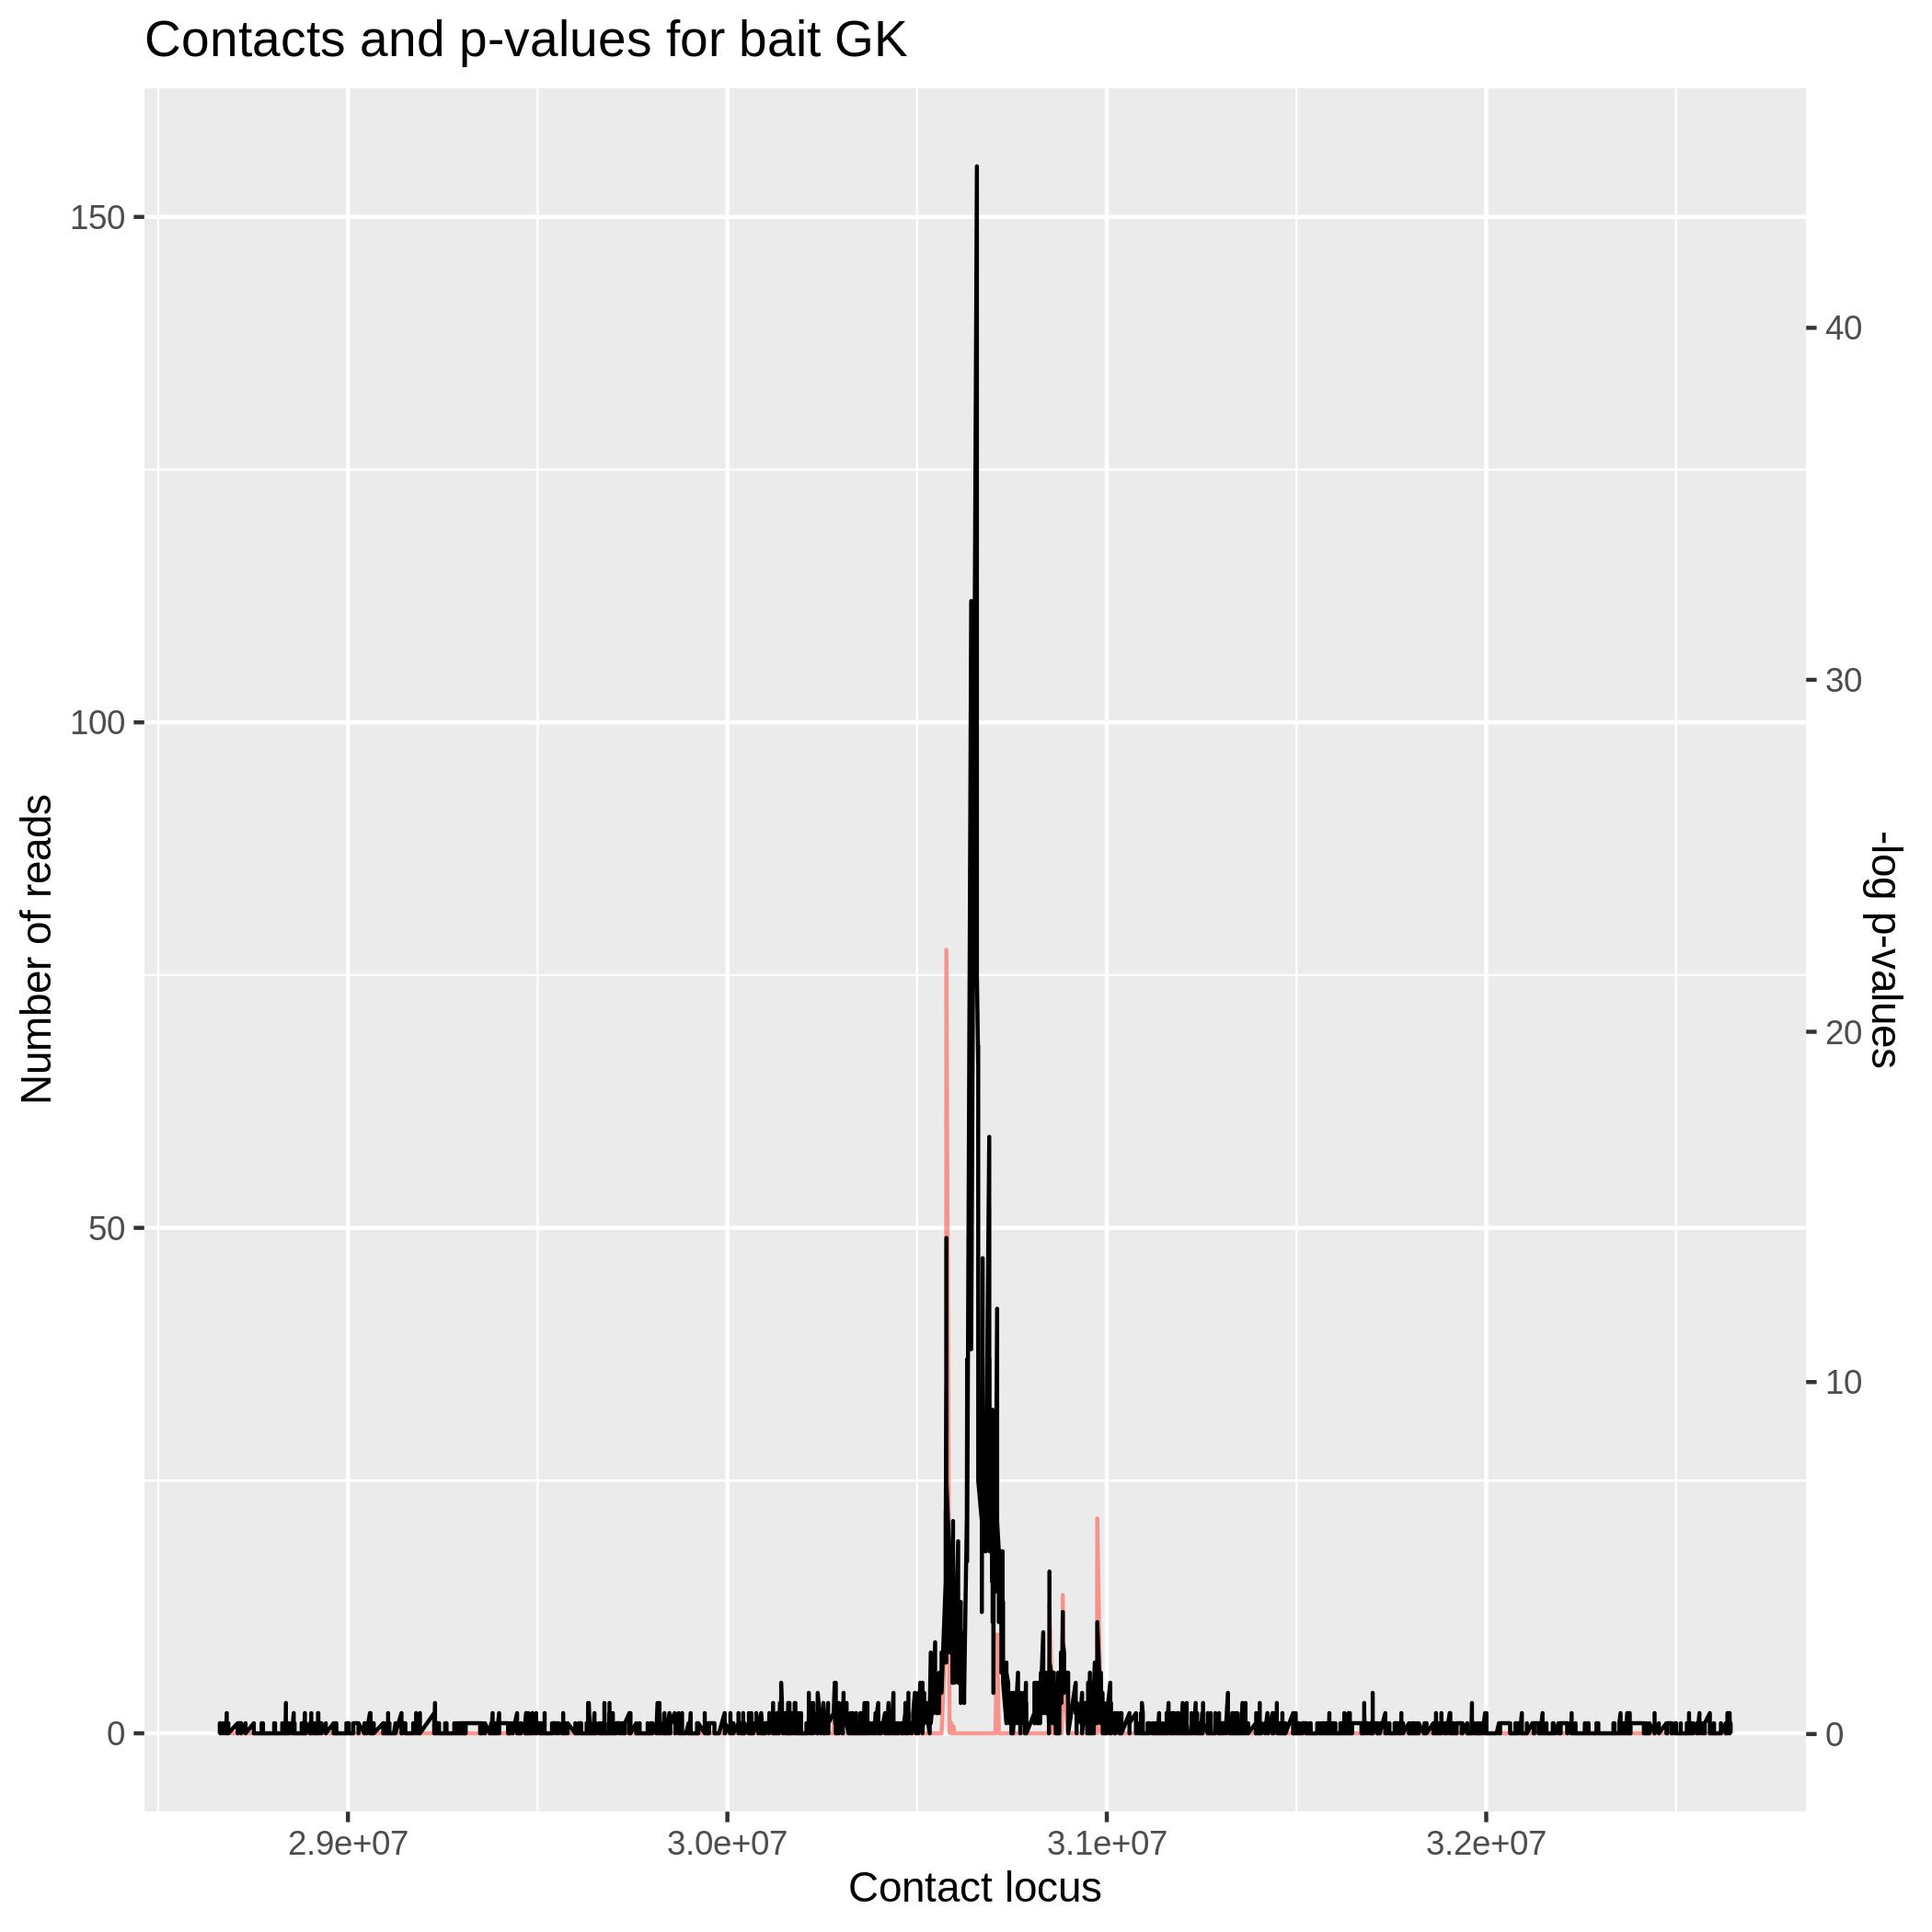 Contacts and p-values for bait GK
150
100
50
0
Number of reads
40
30
20
10
0
-log p-values
2.9e+07
3.0e+07
3.1e+07
3.2e+07
Contact locus